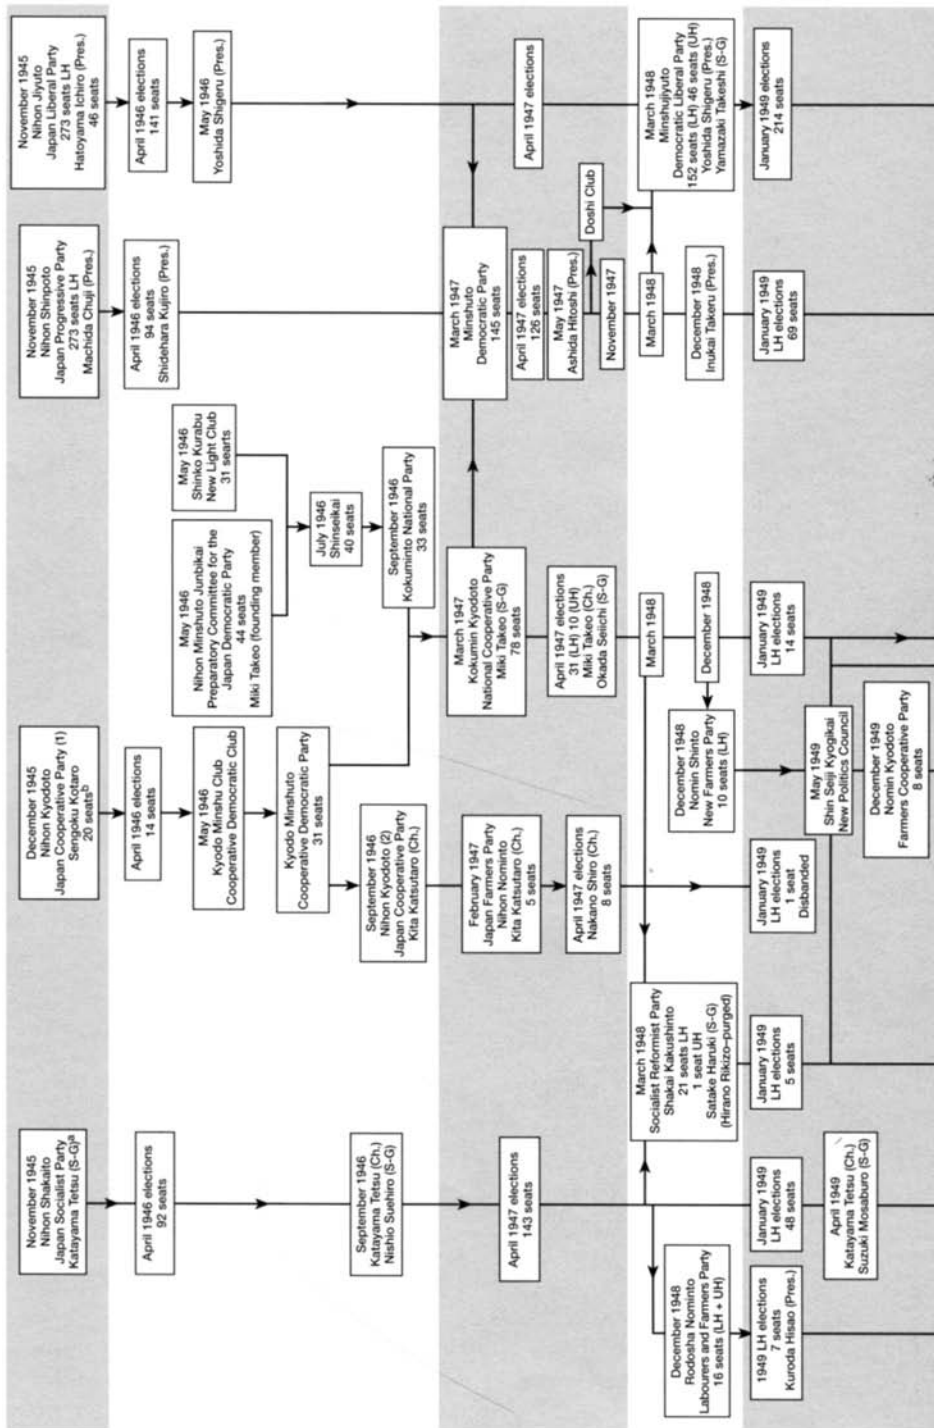 November 1945
Nihon Shakaito
Japan Socialist Party
Katayama Tetsu (S-G)a
December 1945
Nihon Kyodoto
Japan Cooperative Party (1)
Sengoku Kotaro
20 seatsb
November 1945
Nihon Shinpoto
Japan Progressive Party
273 seats LH
Machida Chuji (Pres.)
November 1945
Nihon Jiyuto
Japan Liberal Party
273 seats LH
Hatoyama Ichiro (Pres.)
46 seats
April 1946 elections
92 seats
April 1946 elections
14 seats
April 1946 elections
94 seats
Shidehara Kujiro (Pres.)
April 1946 elections
141 seats
May 1946
Kyodo Minshu Club
Cooperative Democratic Club
May 1946
Nihon Minshuto Junbikai
Preparatory Committee for the
Japan Democratic Party
44 seats
Miki Takeo (founding member)
May 1946
Shinko Kurabu
New Light Club
31 searts
May 1946
Yoshida Shigeru (Pres.)
Kyodo Minshuto
Cooperative Democratic Party
31 seats
July 1946
Shinseikai
40 seats
September 1946
Katayama Tetsu (Ch.)
Nishio Suehiro (S-G)
September 1946
Nihon Kyodoto (2)
Japan Cooperative Party
Kita Katsutaro (Ch.)
September 1946
Kokuminto National Party
33 seats
February 1947
Japan Farmers Party
Nihon Nominto
Kita Katsutaro (Ch.)
5 seats
March 1947
Kokumin Kyodoto
National Cooperative Party
Miki Takeo (S-G)
78 seats
March 1947
Minshuto
Democratic Party
145 seats
April 1947 elections
143 seats
April 1947 elections
Nakano Shiro (Ch.)
8 seats
April 1947 elections
31 (LH) 10 (UH)
Miki Takeo (Ch.)
Okada Seiichi (S-G)
April 1947 elections
126 seats
April 1947 elections
May 1947
Ashida Hitoshi (Pres.)
Doshi Club
November 1947
March 1948
Socialist Reformist Party
Shakai Kakushinto
21 seats LH
1 seat UH
Satake Haruki (S-G)
(Hirano Rikizo–purged)
March 1948
March 1948
March 1948
Minshujiyuto
Democratic Liberal Party
152 seats (LH) 46 seats (UH)
Yoshida Shigeru (Pres.)
Yamazaki Takeshi (S-G)
December 1948
Rodosha Nominto
Labourers and Farmers Party
16 seats (LH + UH)
December 1948
Nomin Shinto
New Farmers Party
10 seats (LH)
December 1948
December 1948
Inukai Takeru (Pres.)
1949 LH elections
7 seats
Kuroda Hisao (Pres.)
January 1949
LH elections
48 seats
January 1949
LH elections
5 seats
January 1949
LH elections
1 seat
Disbanded
January 1949
LH elections
14 seats
January 1949
LH elections
69 seats
January 1949 elections
214 seats
April 1949
Katayama Tetsu (Ch.)
Suzuki Mosaburo (S-G)
May 1949
Shin Seiji Kyogikai
New Politics Council
December 1949
Nomin Kyodoto
Farmers Cooperative Party
8 seats